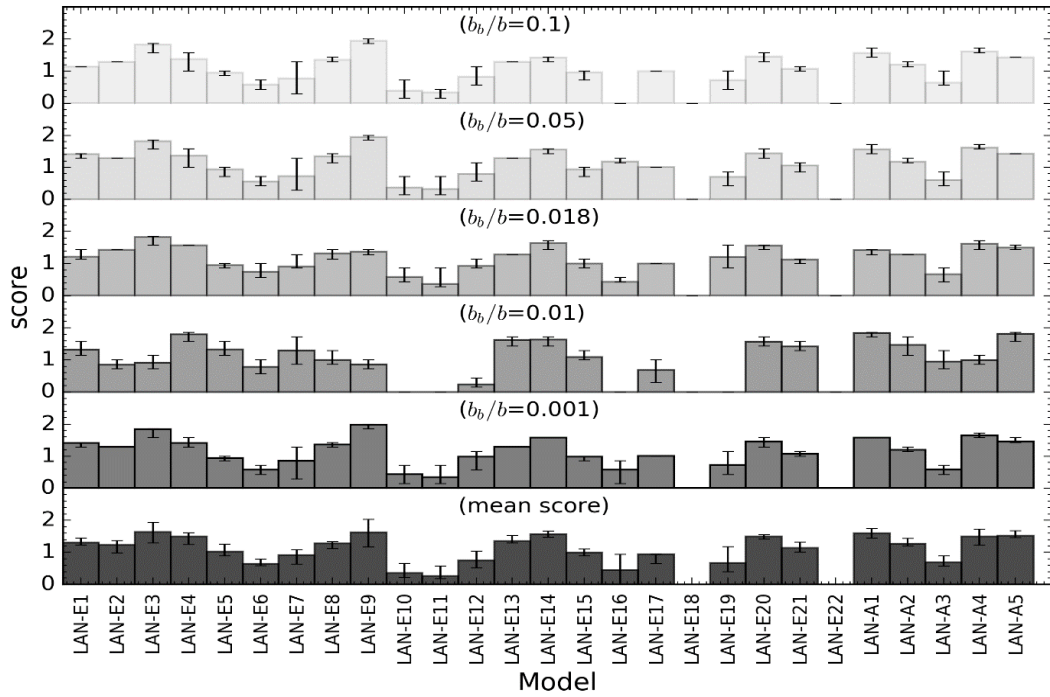 (b_b/b=0.1)
2
1
0
(b_b/b=0.05)
2
1
0
(b_b/b=0.018)
2
1
0
(b_b/b=0.01)
2
1
0
(b_b/b=0.001)
2
1
0
(mean score)
2
1
0
score
LAN-E1
LAN-E2
LAN-E3
LAN-E4
LAN-E5
LAN-E6
LAN-E7
LAN-E8
LAN-E9
LAN-E10
LAN-E11
LAN-E12
LAN-E13
LAN-E14
LAN-E15
LAN-E16
LAN-E17
LAN-E18
LAN-E19
LAN-E20
LAN-E21
LAN-E22
LAN-A1
LAN-A2
LAN-A3
LAN-A4
LAN-A5
Model